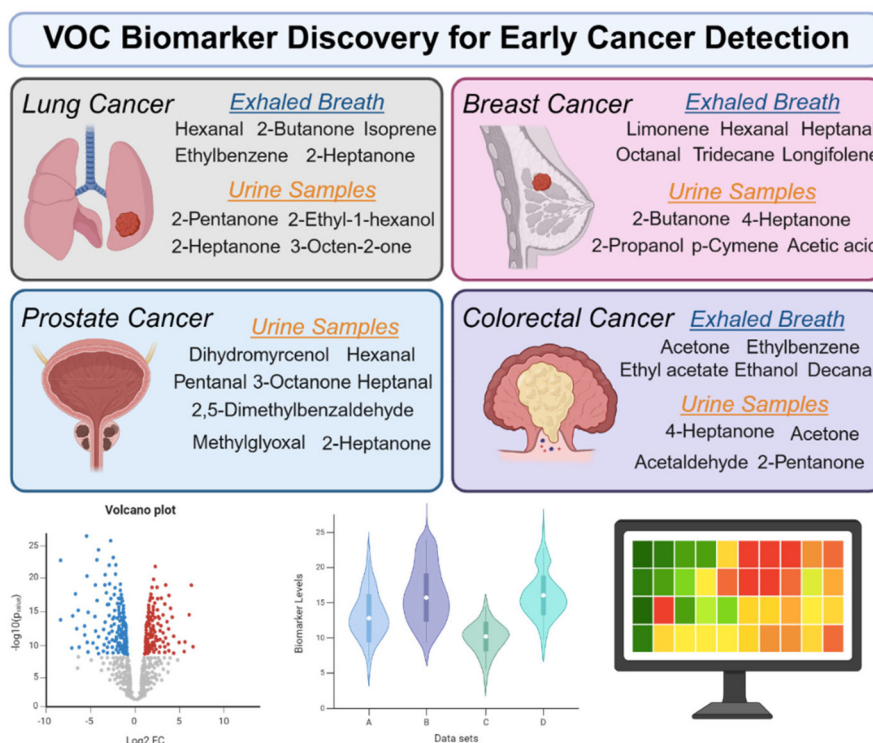 VOC Biomarker Discovery for Early Cancer Detection
Lung Cancer
Exhaled Breath
Hexanal 2-Butanone Isoprene
Ethylbenzene 2-Heptanone
Urine Samples
2-Pentanone 2-Ethyl-1-hexanol
2-Heptanone 3-Octen-2-one
Breast Cancer
Exhaled Breath
Limonene Hexanal Heptanal
Octanal Tridecane Longifolene
Urine Samples
2-Butanone 4-Heptanone
2-Propanol p-Cymene Acetic acid
Prostate Cancer
Urine Samples
Dihydromyrcenol Hexanal
Pentanal 3-Octanone Heptanal
2,5-Dimethylbenzaldehyde
Methylglyoxal 2-Heptanone
Colorectal Cancer
Exhaled Breath
Acetone Ethylbenzene
Ethyl acetate Ethanol Decanal
Urine Samples
4-Heptanone Acetone
Acetaldehyde 2-Pentanone
Volcano plot
-log10(pvalue)
25
20
15
10
5
0
-10 -5 0 5 10
Log2 FC
Biomarker Levels
25
20
15
10
5
0
A B C D
Data sets